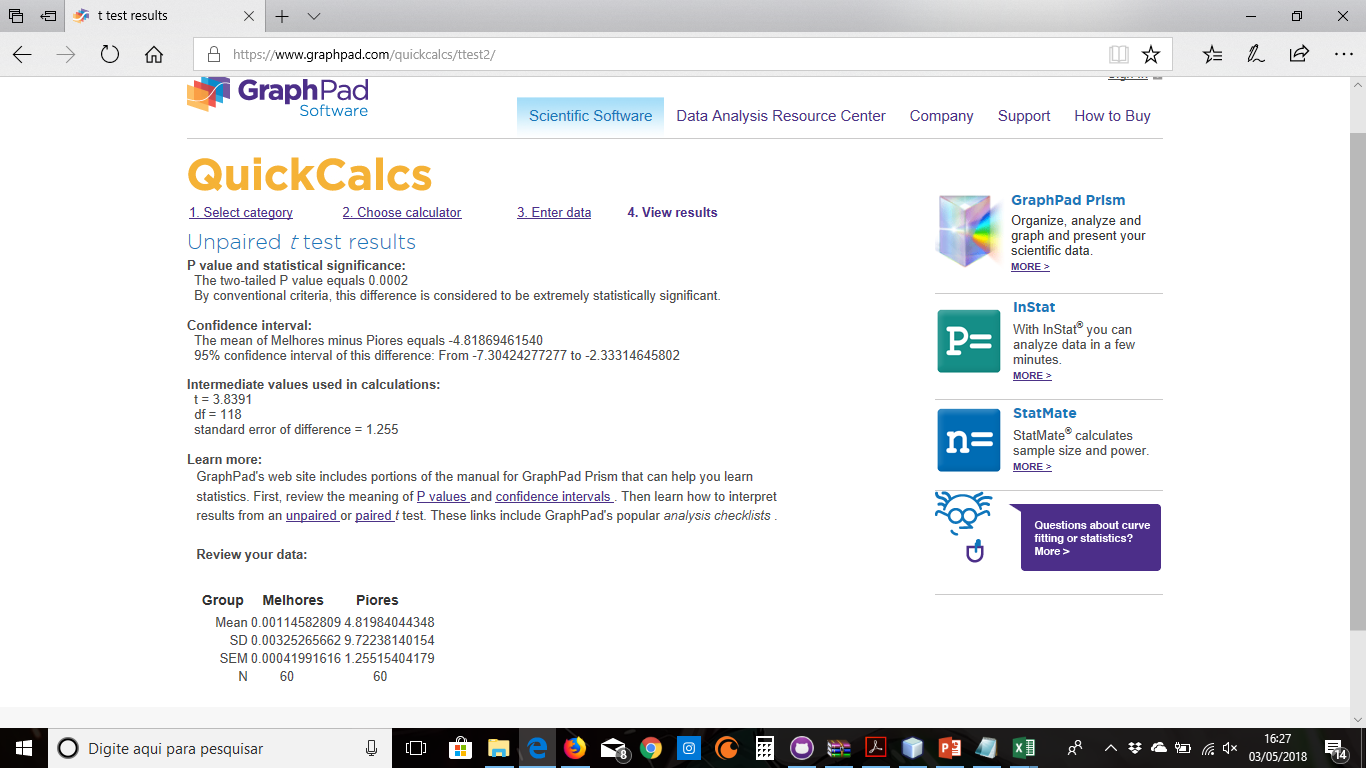 t test results
https://www.graphpad.com/quickcalcs/ttest2/
GraphPad
Software
Sign In
Scientific Software Data Analysis Resource Center Company Support How to Buy
QuickCalcs
1. Select category 2. Choose calculator 3. Enter data 4. View results
Unpaired t test results
P value and statistical significance:
The two-tailed P value equals 0.0002
By conventional criteria, this difference is considered to be extremely statistically significant.
Confidence interval:
The mean of Melhores minus Piores equals -4.81869461540
95% confidence interval of this difference: From -7.30424277277 to -2.33314645802
Intermediate values used in calculations:
t = 3.8391
df = 118
standard error of difference = 1.255
Learn more:
GraphPad's web site includes portions of the manual for GraphPad Prism that can help you learn
statistics. First, review the meaning of P values and confidence intervals . Then learn how to interpret
results from an unpaired or paired t test. These links include GraphPad's popular analysis checklists .
Review your data:
Group Melhores Piores
Mean 0.00114582809 4.81984044348
SD 0.00325265662 9.72238140154
SEM 0.00041991616 1.25515404179
N 60 60
GraphPad Prism
Organize, analyze and
graph and present your
scientific data.
MORE >
P=
InStat
With InStat® you can
analyze data in a few
minutes.
MORE >
n=
StatMate
StatMate® calculates
sample size and power.
MORE >
Questions about curve
fitting or statistics?
More >
Digite aqui para pesquisar
8
16:27
03/05/2018
14